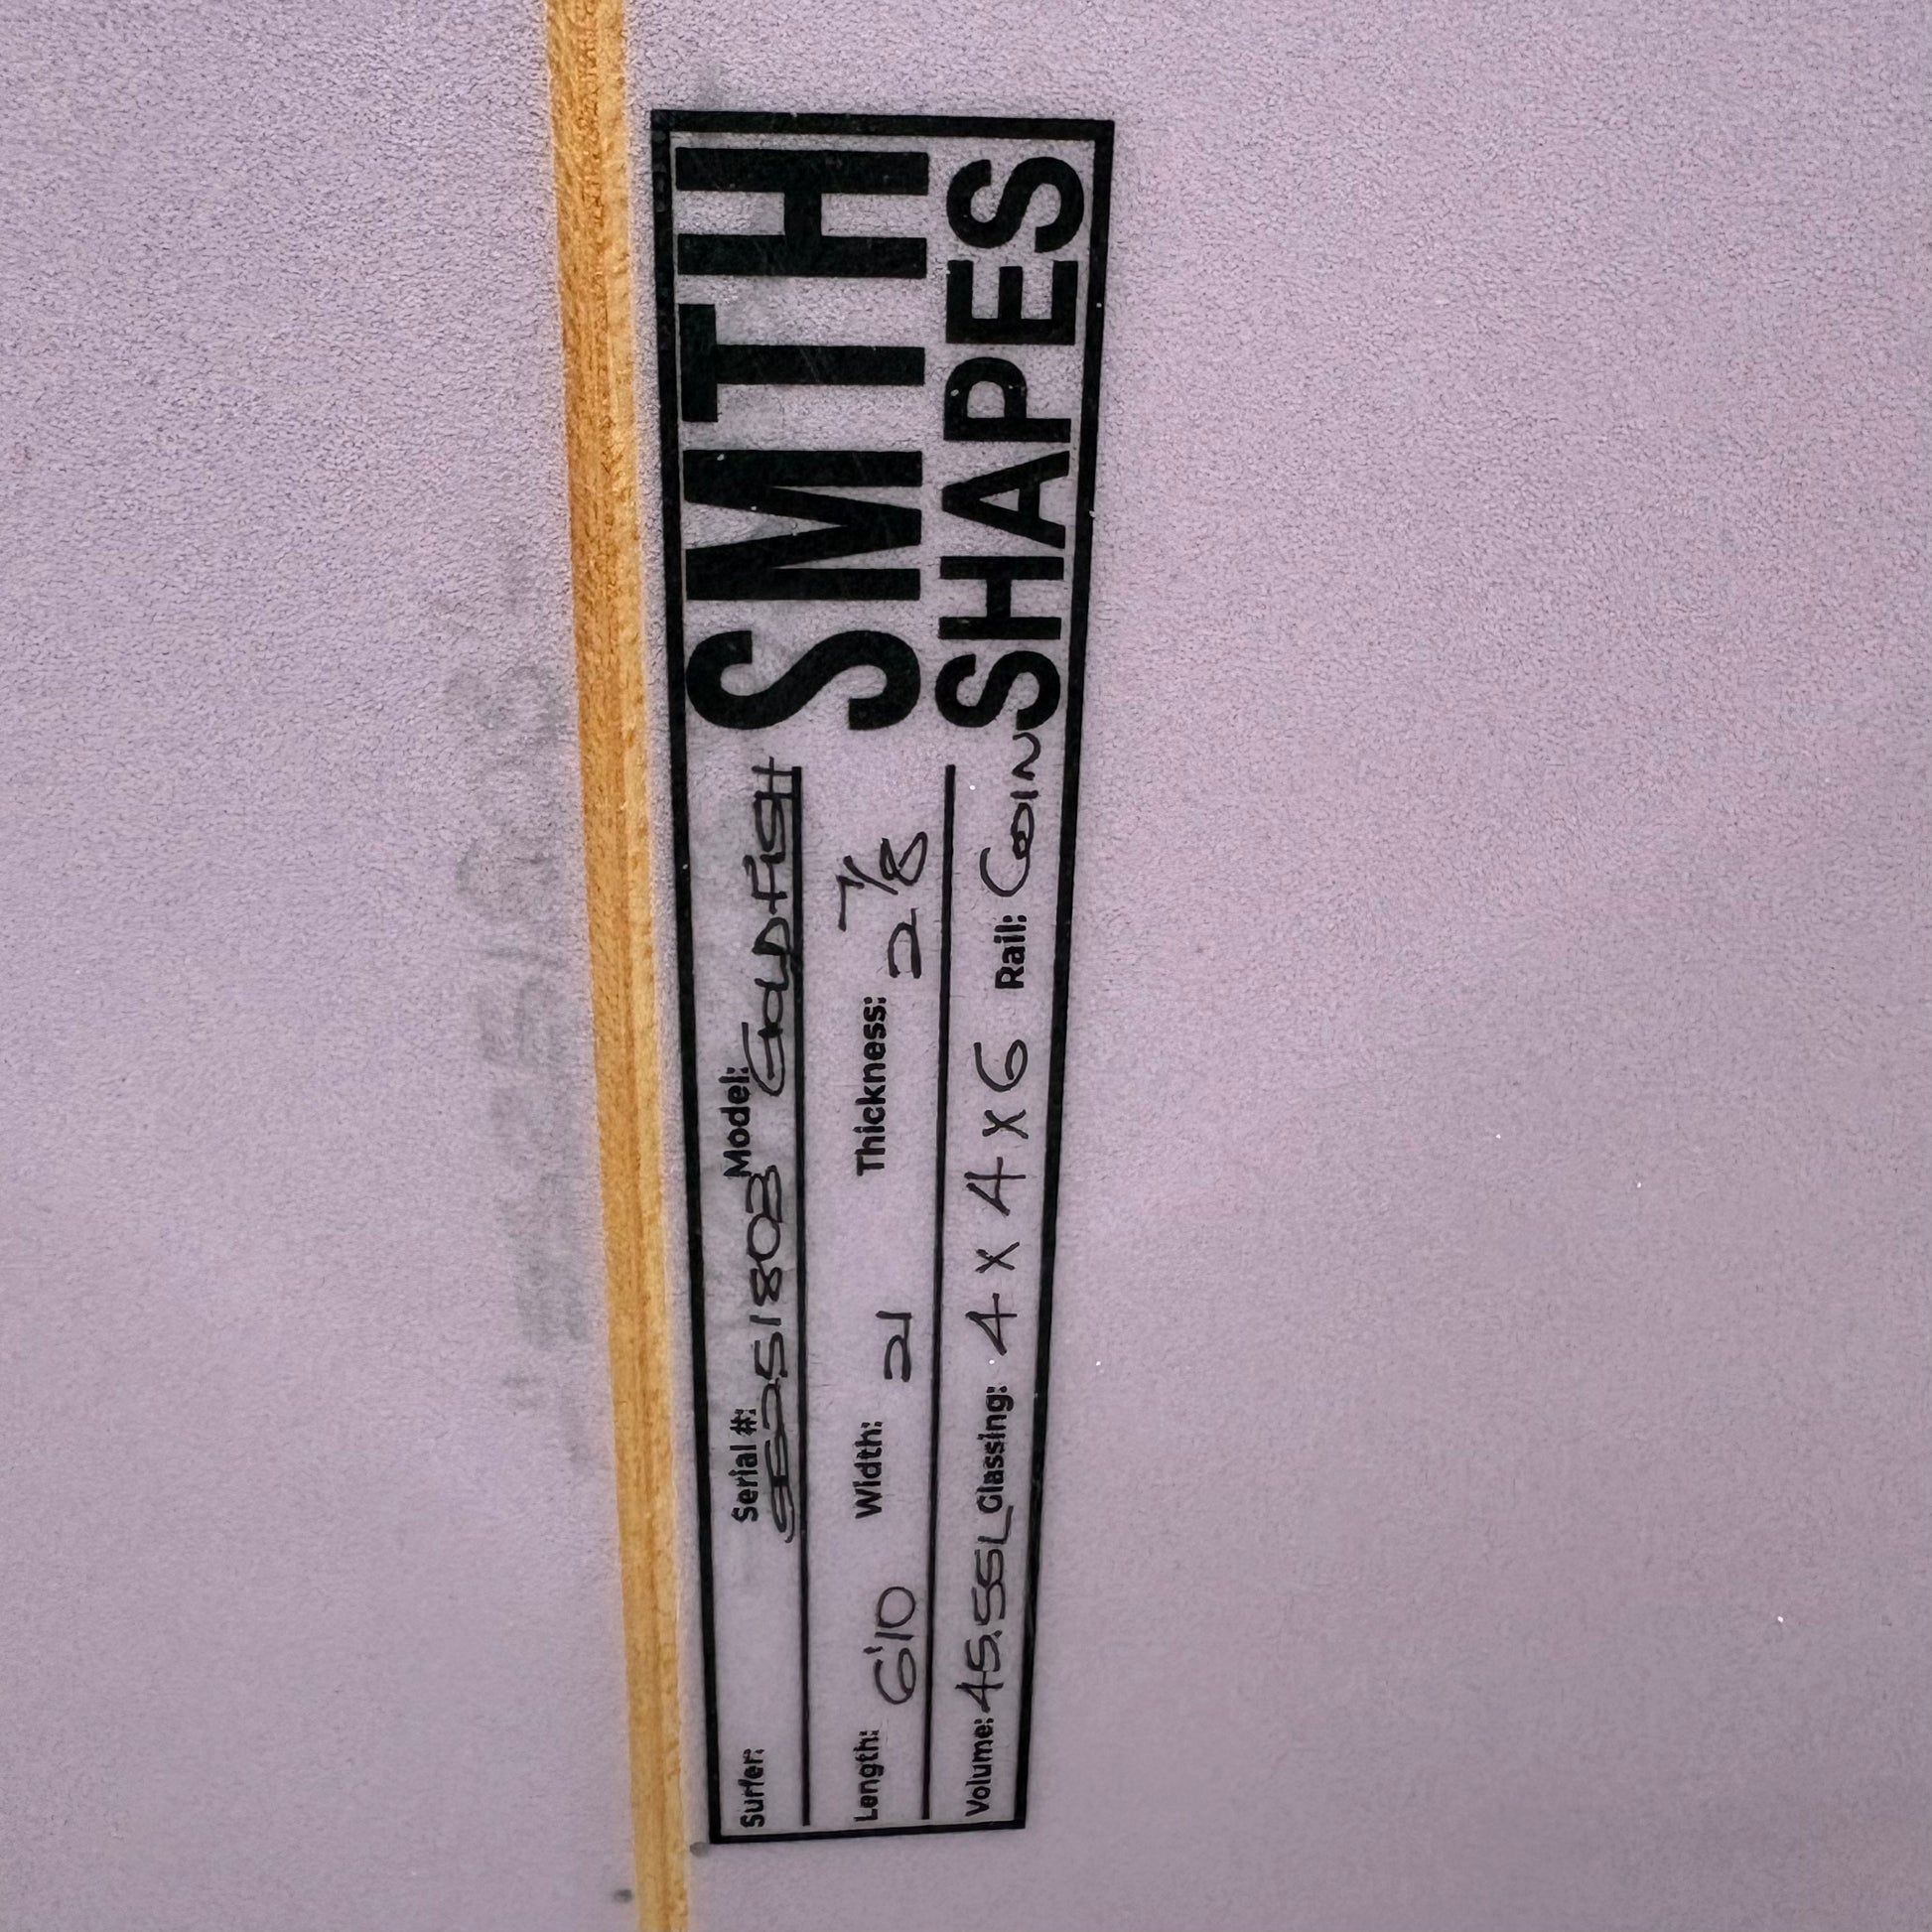 Surfer: Serial #: SS251803 Model: GOLDFISH
Length: 6'10 Width: 21 Thickness: 2 7/8
Volume: 45.55L Glassing: 4 x 4 x 6 Rail: COIN
SMTH
SHAPES